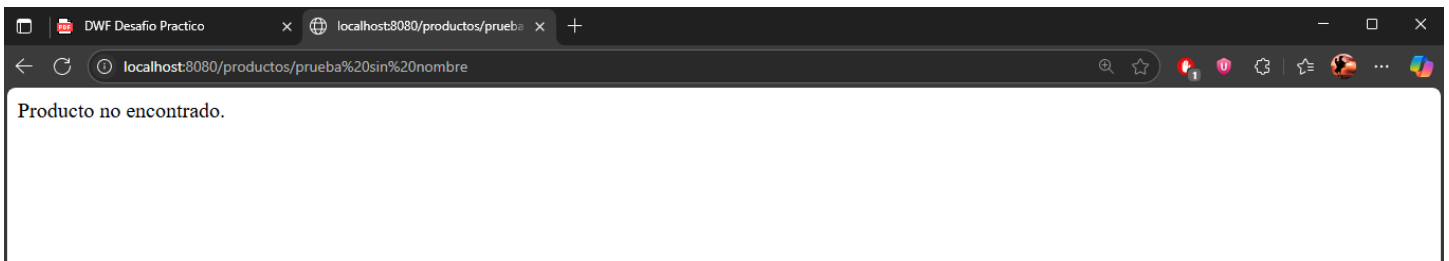 DWF Desafio Practico
localhost:8080/productos/prueba
localhost:8080/productos/prueba%20sin%20nombre
Producto no encontrado.